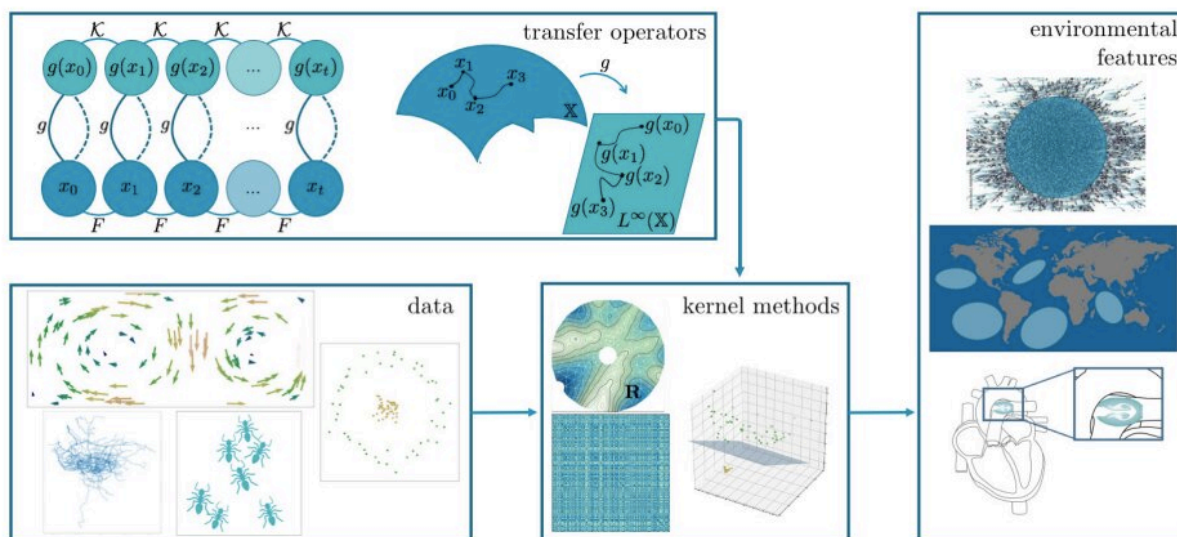 transfer operators
𝒦 𝒦 𝒦 𝒦
g(x₀) g(x₁) g(x₂) ... g(xₜ)
g g g ... g
x₀ x₁ x₂ ... xₜ
F F F F
x₀ x₁ x₂ x₃
𝕏
g
g(x₀)
g(x₁)
g(x₂)
g(x₃)
L^∞(𝕏)
data
kernel methods
R
environmental
features